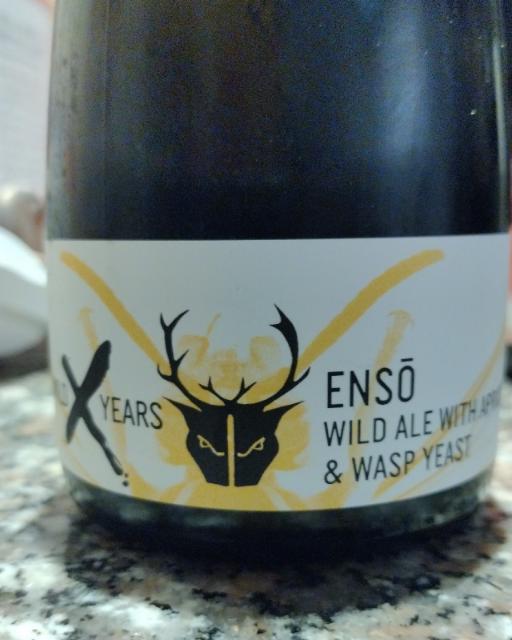 X YEARS
ENSŌ
WILD ALE WITH
& WASP YEAST